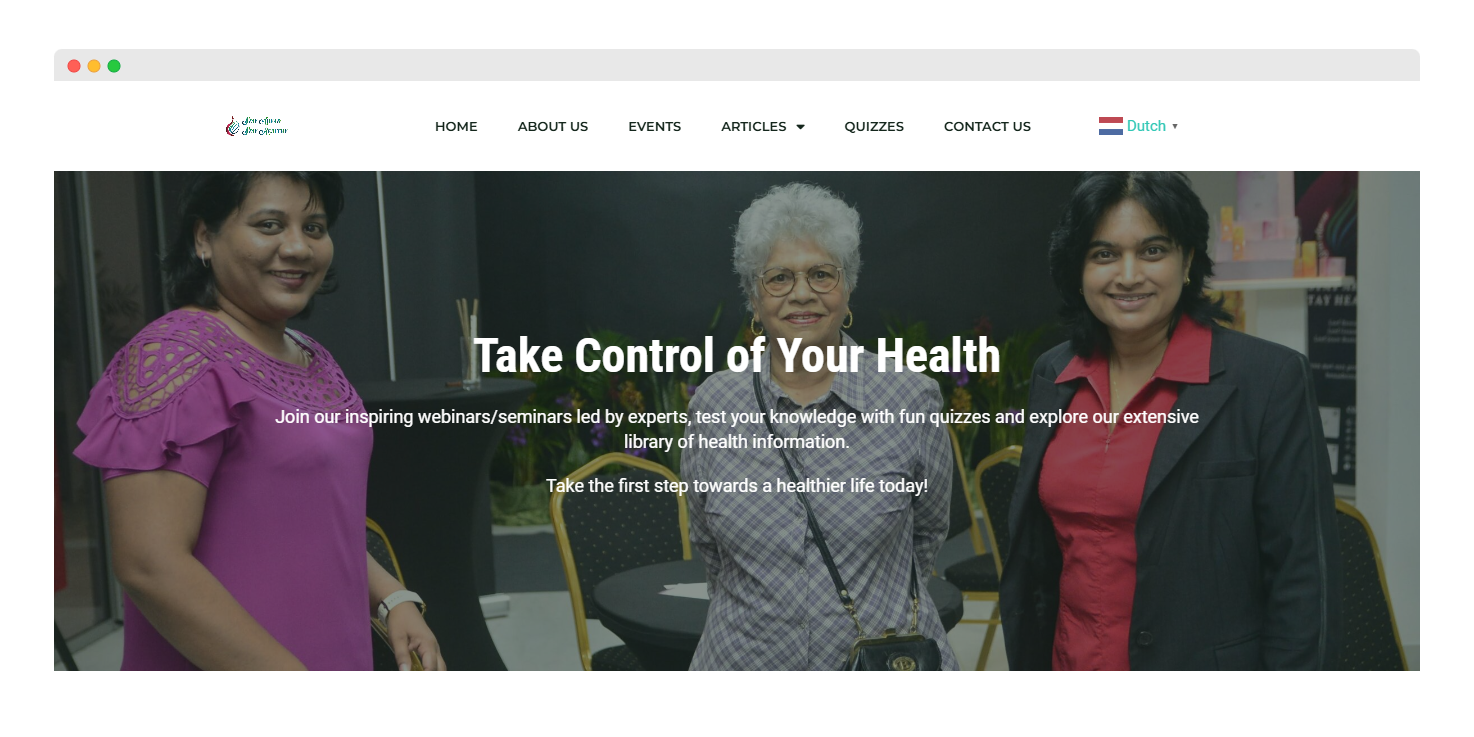 HOME
ABOUT US
EVENTS
ARTICLES
QUIZZES
CONTACT US
Dutch
Take Control of Your Health
Join our inspiring webinars/seminars led by experts, test your knowledge with fun quizzes and explore our extensive
library of health information.
Take the first step towards a healthier life today!